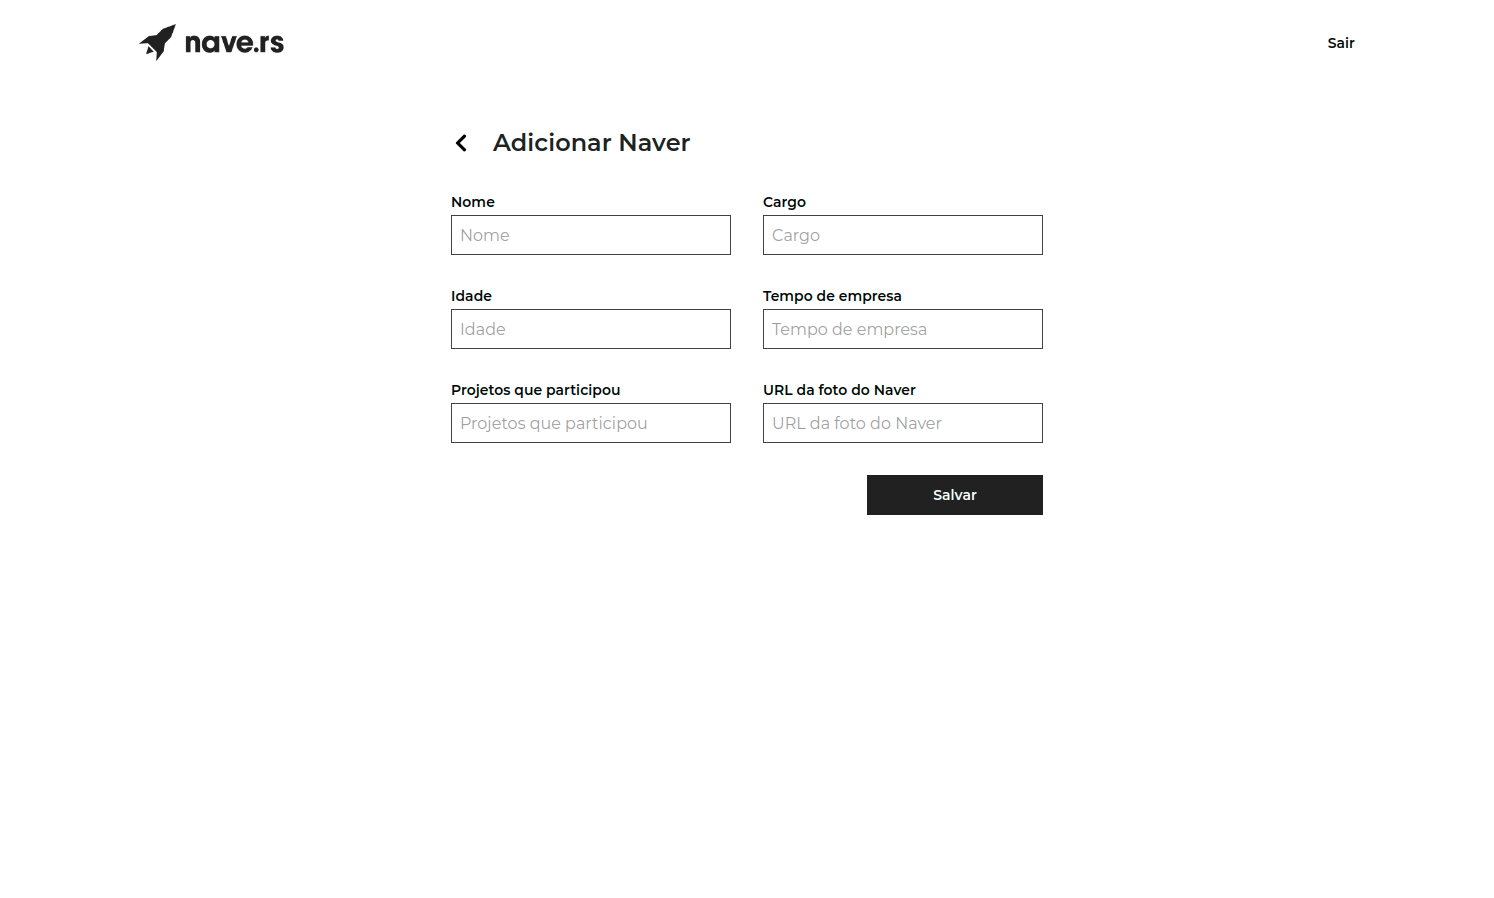 nave.rs
Sair
Adicionar Naver
Nome
Cargo
Nome
Cargo
Idade
Tempo de empresa
Idade
Tempo de empresa
Projetos que participou
URL da foto do Naver
Projetos que participou
URL da foto do Naver
Salvar